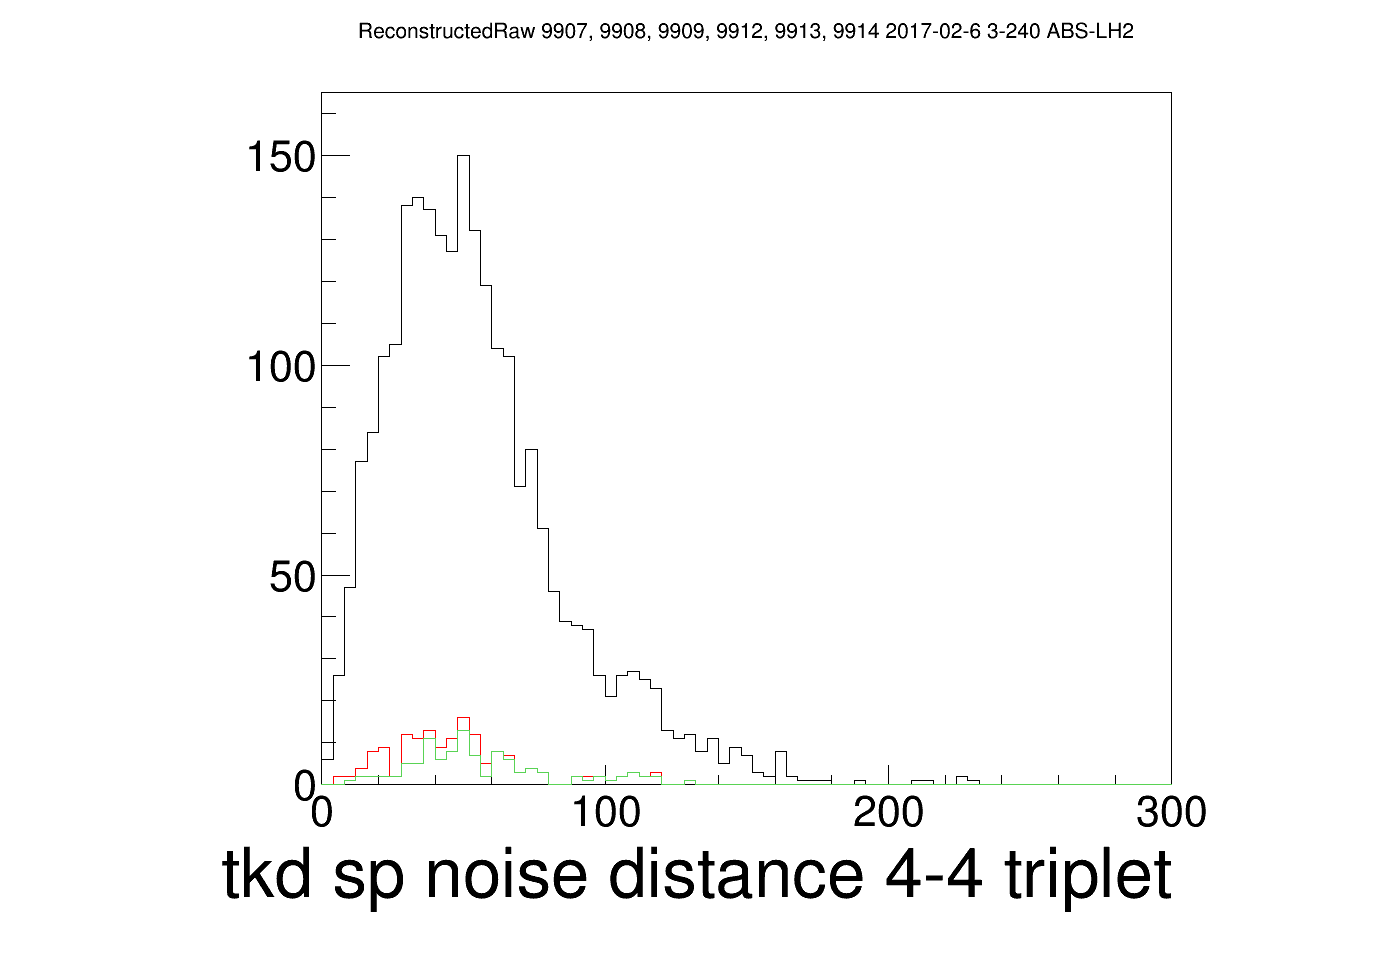 ReconstructedRaw 9907, 9908, 9909, 9912, 9913, 9914 2017-02-6 3-240 ABS-LH2
150
100
50
0
0 100 200 300
tkd sp noise distance 4-4 triplet